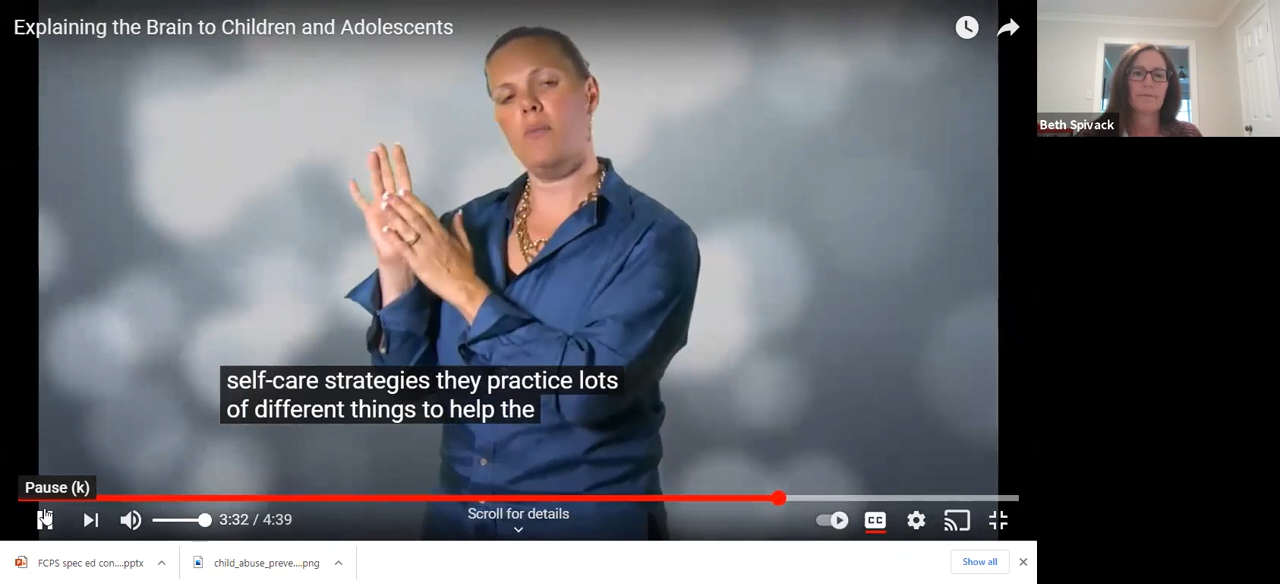 Explaining the Brain to Children and Adolescents
Beth Spivack
self-care strategies they practice lots
of different things to help the
Pause (k)
3:32 / 4:39
Scroll for details
CC
FCPS spec ed con....pptx
child_abuse_preve....png
Show all